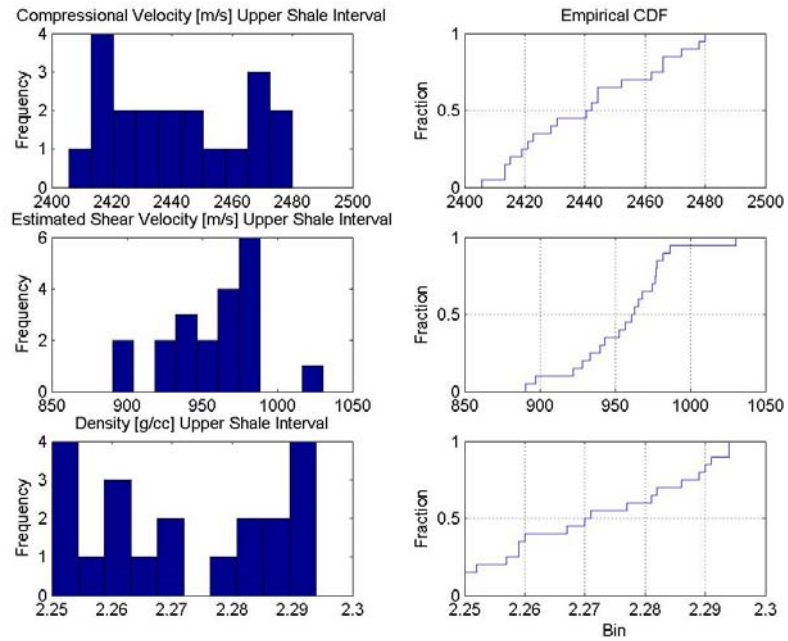 Compressional Velocity [m/s] Upper Shale Interval
Empirical CDF
4
3
2
1
0
Frequency
2400 2420 2440 2460 2480 2500
1
0.5
0
Fraction
2400 2420 2440 2460 2480 2500
Estimated Shear Velocity [m/s] Upper Shale Interval
6
4
2
0
Frequency
850 900 950 1000 1050
1
0.5
0
Fraction
850 900 950 1000 1050
Density [g/cc] Upper Shale Interval
4
3
2
1
0
Frequency
2.25 2.26 2.27 2.28 2.29 2.3
1
0.5
0
Fraction
2.25 2.26 2.27 2.28 2.29 2.3
Bin